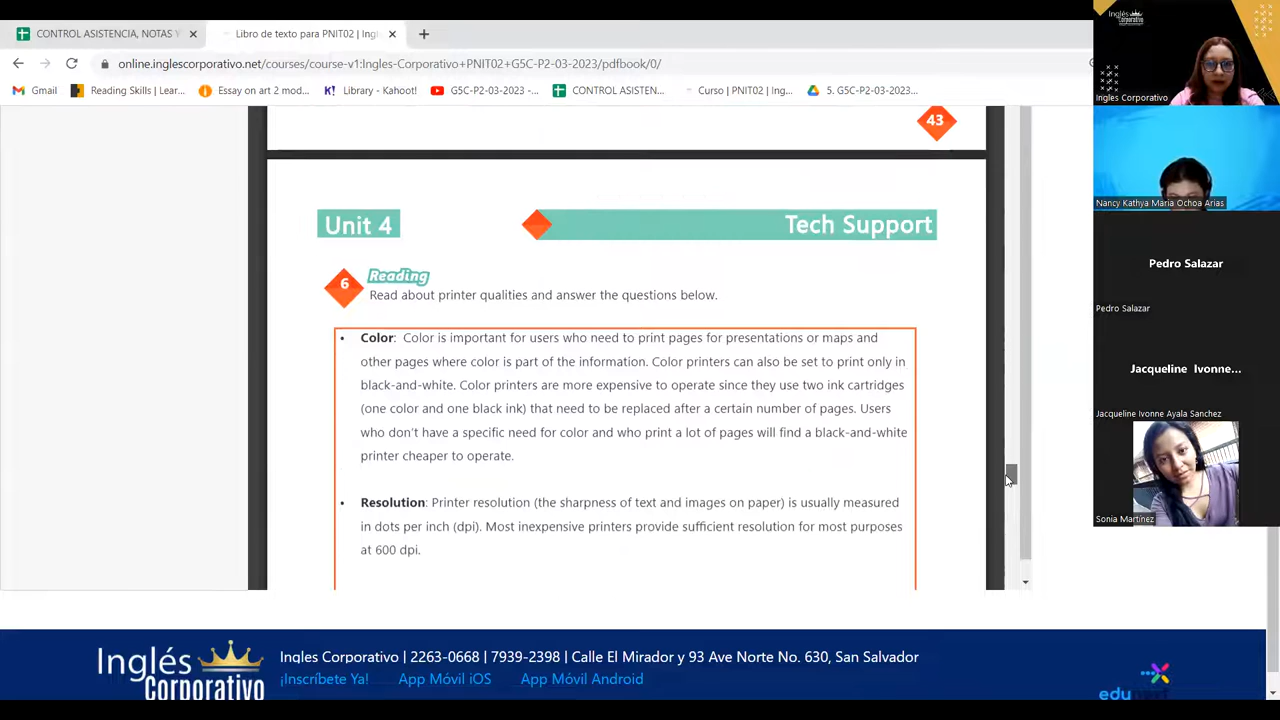 CONTROL ASISTENCIA, NOTAS Y
Libro de texto para PNIT02 | Ingl
online.inglescorporativo.net/courses/course-v1:Ingles-Corporativo+PNIT02+G5C-P2-03-2023/pdfbook/0/
Gmail
Reading Skills | Lear...
Essay on art 2 mod...
Library - Kahoot!
G5C-P2-03-2023 -...
CONTROL ASISTEN...
Curso | PNIT02 | Ing...
5. G5C-P2-03-2023...
43
Unit 4
Tech Support
6
Reading
Read about printer qualities and answer the questions below.
• Color: Color is important for users who need to print pages for presentations or maps and
other pages where color is part of the information. Color printers can also be set to print only in
black-and-white. Color printers are more expensive to operate since they use two ink cartridges
(one color and one black ink) that need to be replaced after a certain number of pages. Users
who don't have a specific need for color and who print a lot of pages will find a black-and-white
printer cheaper to operate.
• Resolution: Printer resolution (the sharpness of text and images on paper) is usually measured
in dots per inch (dpi). Most inexpensive printers provide sufficient resolution for most purposes
at 600 dpi.
Inglés
Corporativo
Ingles Corporativo
Nancy Kathya Maria Ochoa Arias
Pedro Salazar
Pedro Salazar
Jacqueline Ivonne...
Jacqueline Ivonne Ayala Sanchez
Sonia Martínez
Inglés
Corporativo
Ingles Corporativo | 2263-0668 | 7939-2398 | Calle El Mirador y 93 Ave Norte No. 630, San Salvador
¡Inscríbete Ya!
App Móvil iOS
App Móvil Android